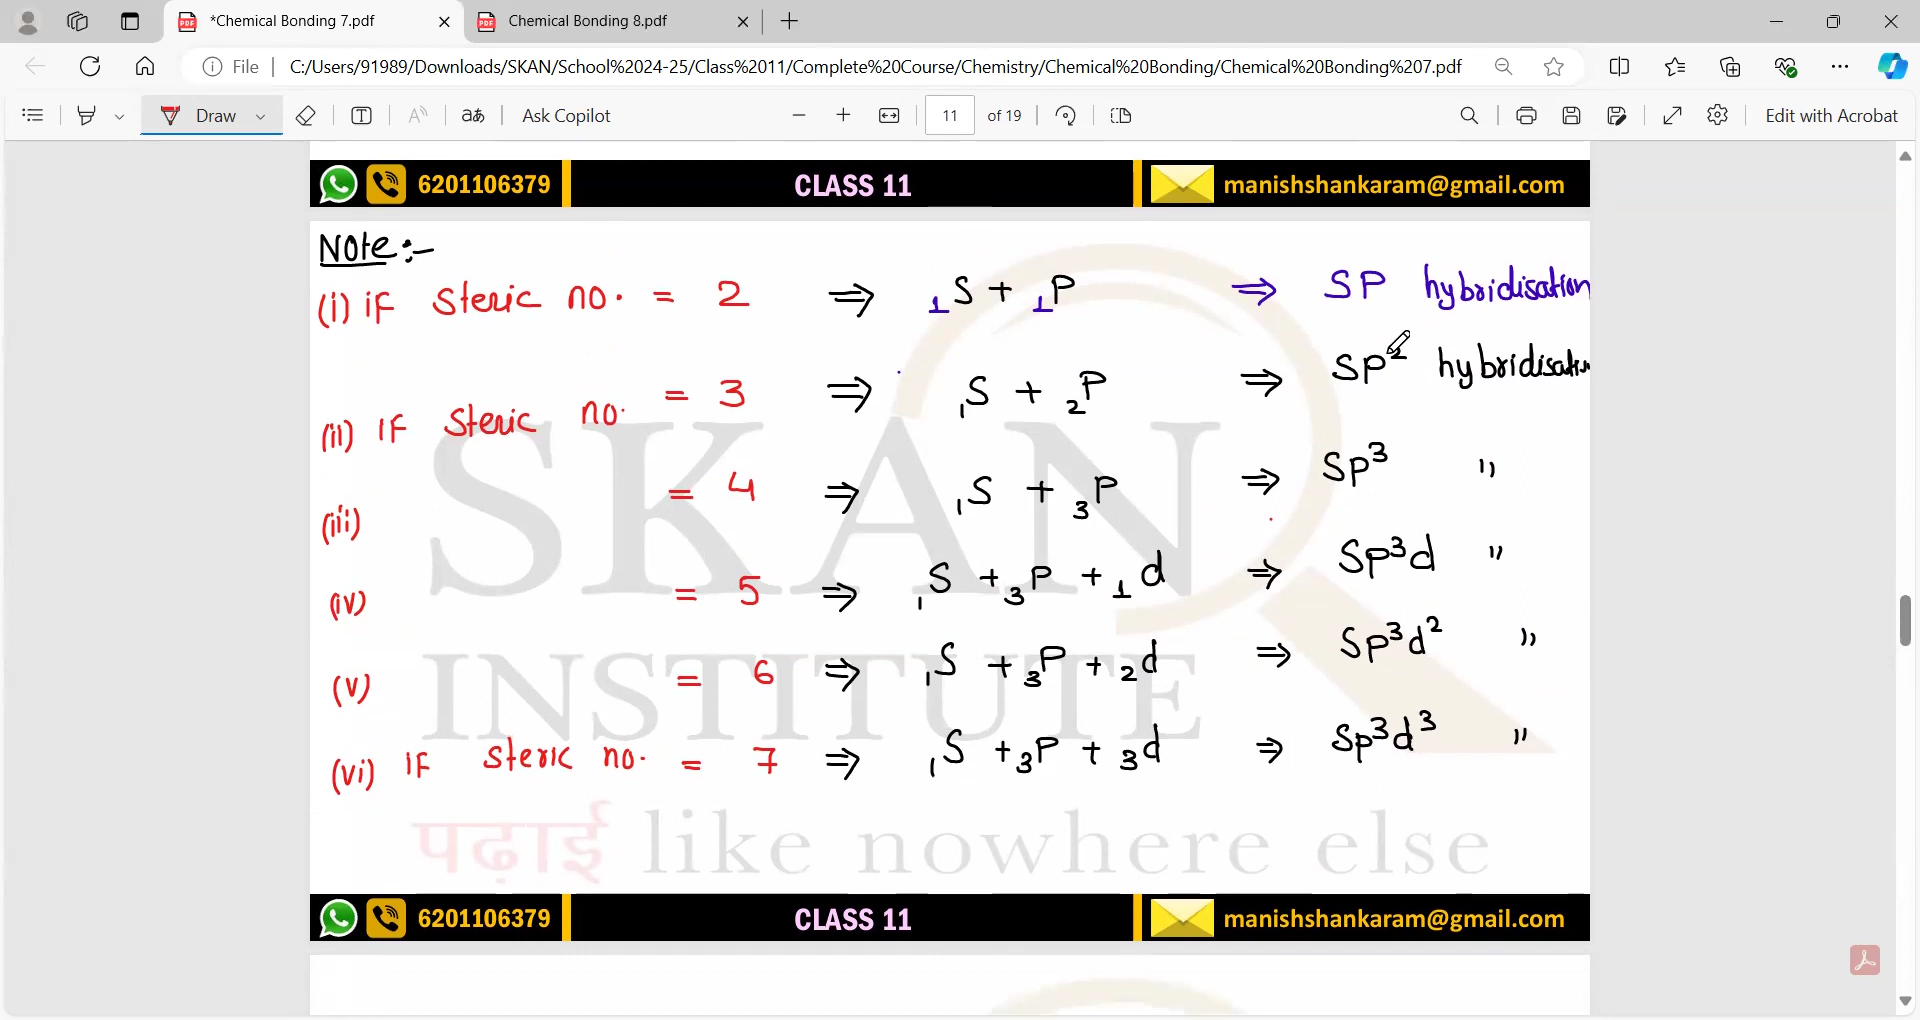 *Chemical Bonding 7.pdf
Chemical Bonding 8.pdf
File C:/Users/91989/Downloads/SKAN/School%2024-25/Class%2011/Complete%20Course/Chemistry/Chemical%20Bonding/Chemical%20Bonding%207.pdf
Draw aあ Ask Copilot 11 of 19 Edit with Acrobat
6201106379 CLASS 11 manishshankaram@gmail.com
Note:-
(i) if Steric no. = 2 ⇒ ₁S + ₁P ⇒ SP hybridisation
(ii) IF Steric no. = 3 ⇒ ₁S + ₂P ⇒ SP² hybridisation
(iii) = 4 ⇒ ₁S + ₃P ⇒ Sp³ "
(iv) = 5 ⇒ ₁S + ₃P + ₁d ⇒ Sp³d "
(v) = 6 ⇒ ₁S + ₃P + ₂d ⇒ Sp³d² "
(vi) IF Steric no. = 7 ⇒ ₁S + ₃P + ₃d ⇒ Sp³d³ "
SKAN
INSTITUTE
पढ़ाई like nowhere else
6201106379 CLASS 11 manishshankaram@gmail.com